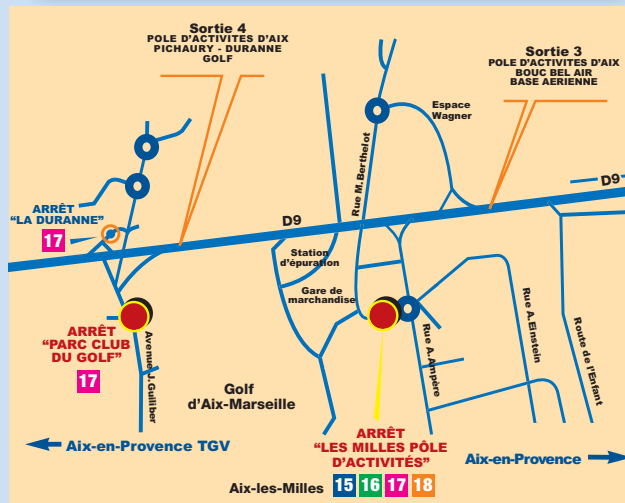 Sortie 4
POLE D'ACTIVITES D'AIX
PICHAURY - DURANNE
GOLF
Sortie 3
POLE D'ACTIVITES D'AIX
BOUC BEL AIR
BASE AERIENNE
Espace
Wagner
Rue M.Berthelot
D9
D9
ARRÊT
“LA DURANNE”
17
Station
d'épuration
Gare de
marchandise
ARRÊT
“PARC CLUB
DU GOLF”
17
Avenue J.Guiliber
Rue A.Ampère
Rue A.Einstein
Route de l'Enfant
Golf
d'Aix-Marseille
Aix-en-Provence TGV
ARRÊT
“LES MILLES PÔLE
D'ACTIVITÉS”
Aix-en-Provence
Aix-les-Milles 15 16 17 18